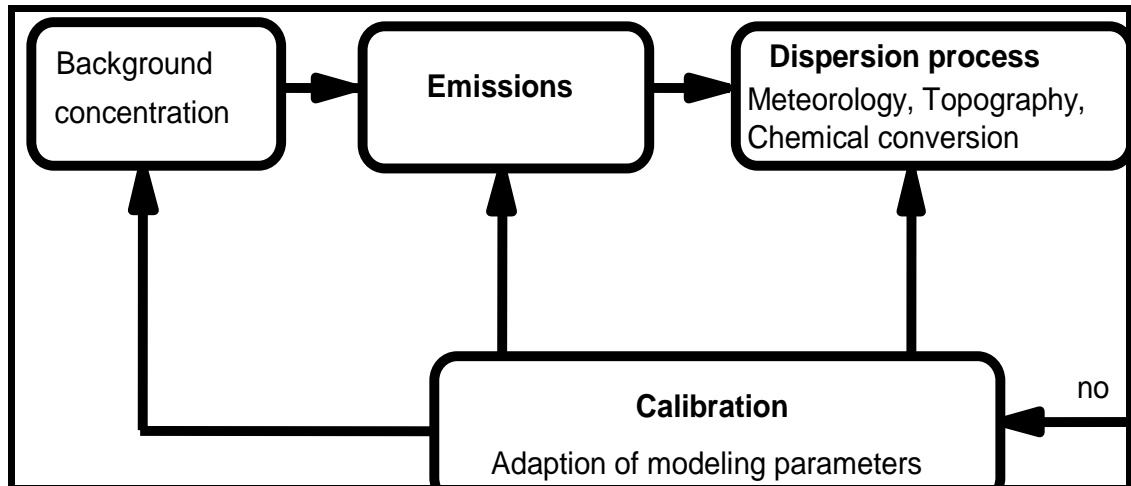 Background
concentration
Emissions
Dispersion process
Meteorology, Topography,
Chemical conversion
no
Calibration
Adaption of modeling parameters